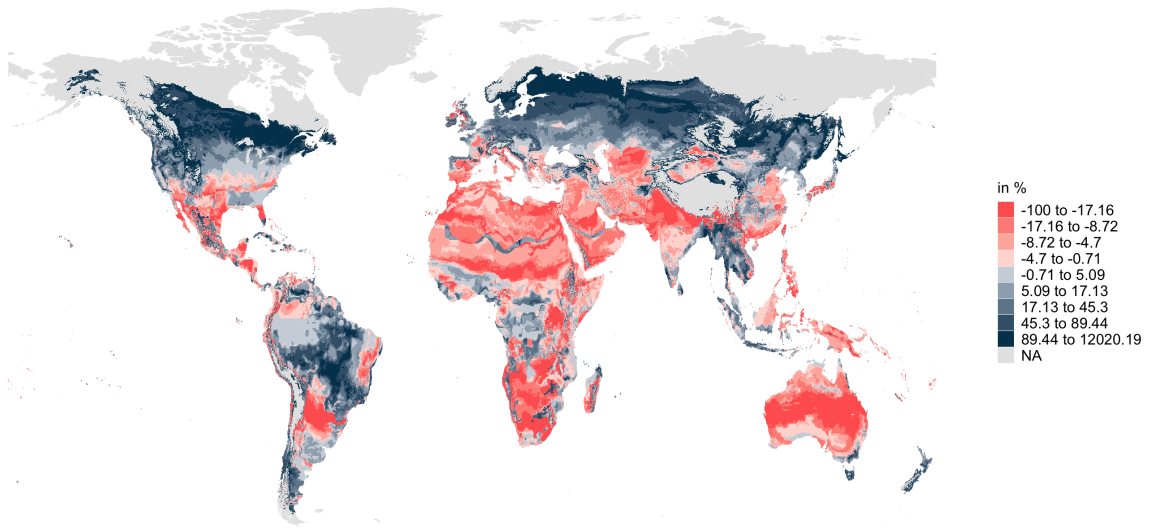 in %
-100 to -17.16
-17.16 to -8.72
-8.72 to -4.7
-4.7 to -0.71
-0.71 to 5.09
5.09 to 17.13
17.13 to 45.3
45.3 to 89.44
89.44 to 12020.19
NA